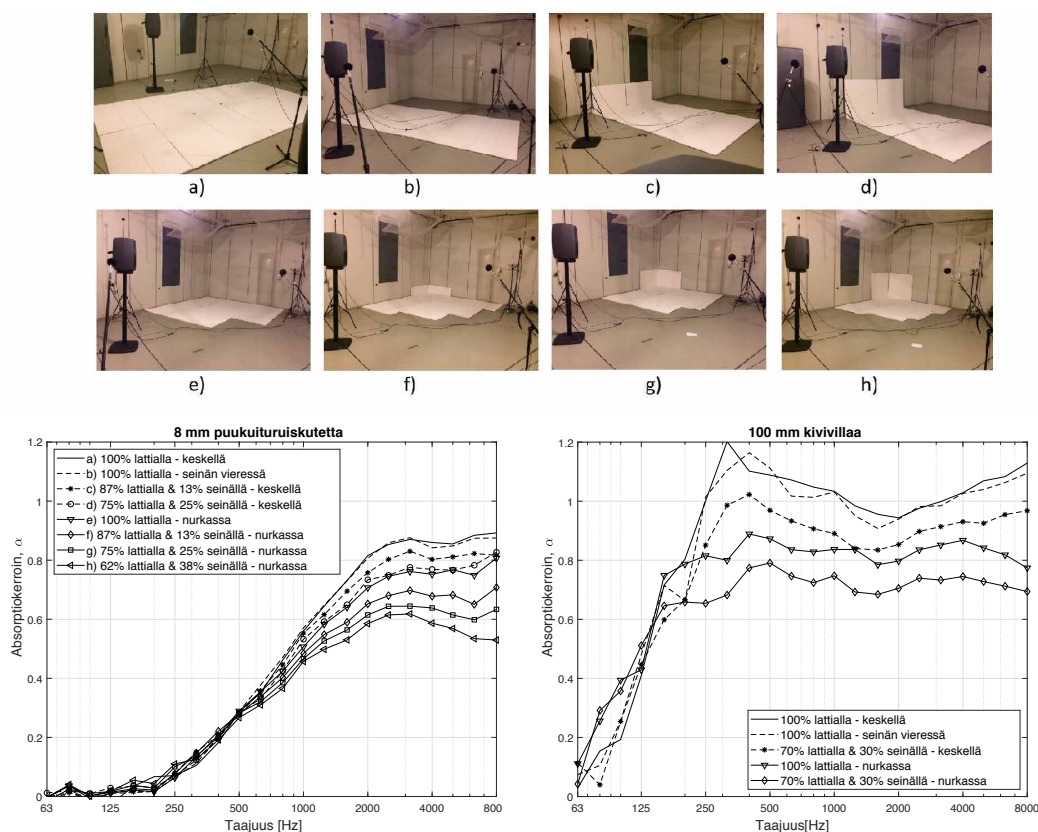 a)
b)
c)
d)
e)
f)
g)
h)
8 mm puukuituruiskutetta
1.2
1
0.8
0.6
0.4
0.2
0
Absorptiokerroin, α
a) 100% lattialla - keskellä
b) 100% lattialla - seinän vieressä
c) 87% lattialla & 13% seinällä - keskellä
d) 75% lattialla & 25% seinällä - keskellä
e) 100% lattialla - nurkassa
f) 87% lattialla & 13% seinällä - nurkassa
g) 75% lattialla & 25% seinällä - nurkassa
h) 62% lattialla & 38% seinällä - nurkassa
63 125 250 500 1000 2000 4000 800
Taajuus [Hz]
100 mm kivivillaa
1.2
1
0.8
0.6
0.4
0.2
0
Absorptiokerroin, α
100% lattialla - keskellä
100% lattialla - seinän vieressä
70% lattialla & 30% seinällä - keskellä
100% lattialla - nurkassa
70% lattialla & 30% seinällä - nurkassa
63 125 250 500 1000 2000 4000 8000
Taajuus[Hz]